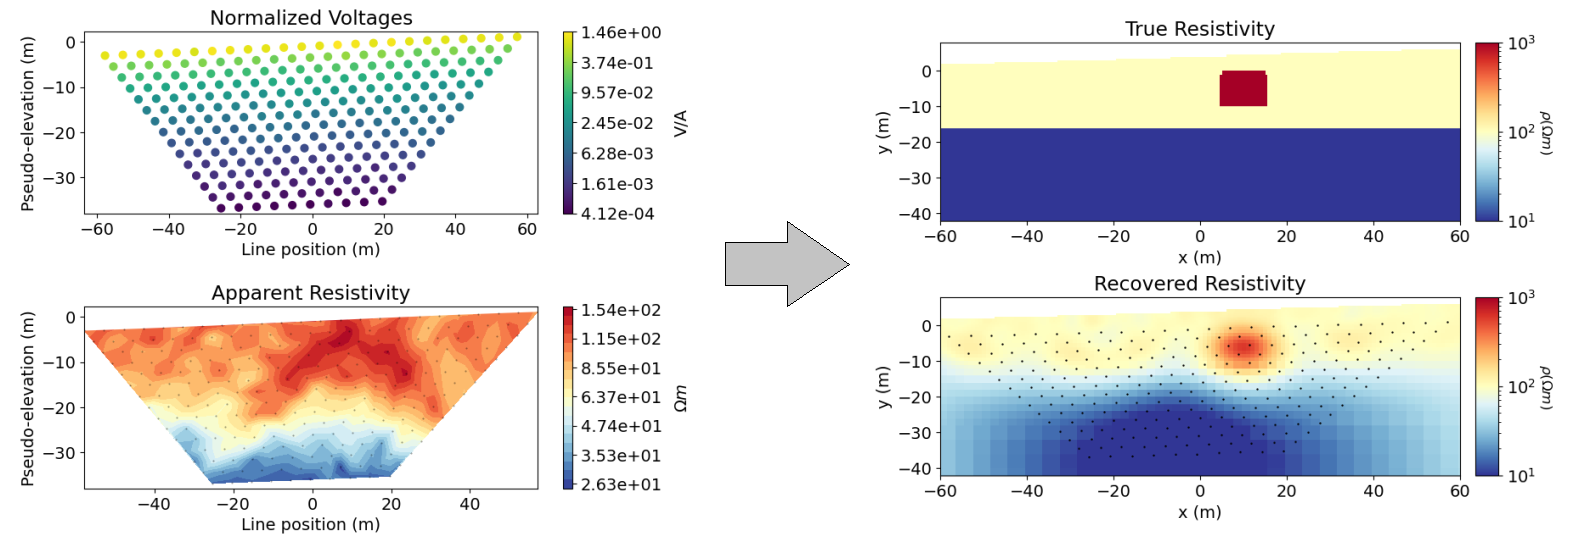 Normalized Voltages
Pseudo-elevation (m)
0
−10
−20
−30
−60
−40
−20
0
20
40
60
Line position (m)
1.46e+00
3.74e-01
9.57e-02
2.45e-02
6.28e-03
1.61e-03
4.12e-04
V/A
Apparent Resistivity
Pseudo-elevation (m)
0
−10
−20
−30
−40
−20
0
20
40
Line position (m)
1.54e+02
1.15e+02
8.55e+01
6.37e+01
4.74e+01
3.53e+01
2.63e+01
Ωm
True Resistivity
y (m)
0
−10
−20
−30
−40
−60
−40
−20
0
20
40
60
x (m)
10³
10²
10¹
ρ(Ωm)
Recovered Resistivity
y (m)
0
−10
−20
−30
−40
−60
−40
−20
0
20
40
60
x (m)
10³
10²
10¹
ρ(Ωm)